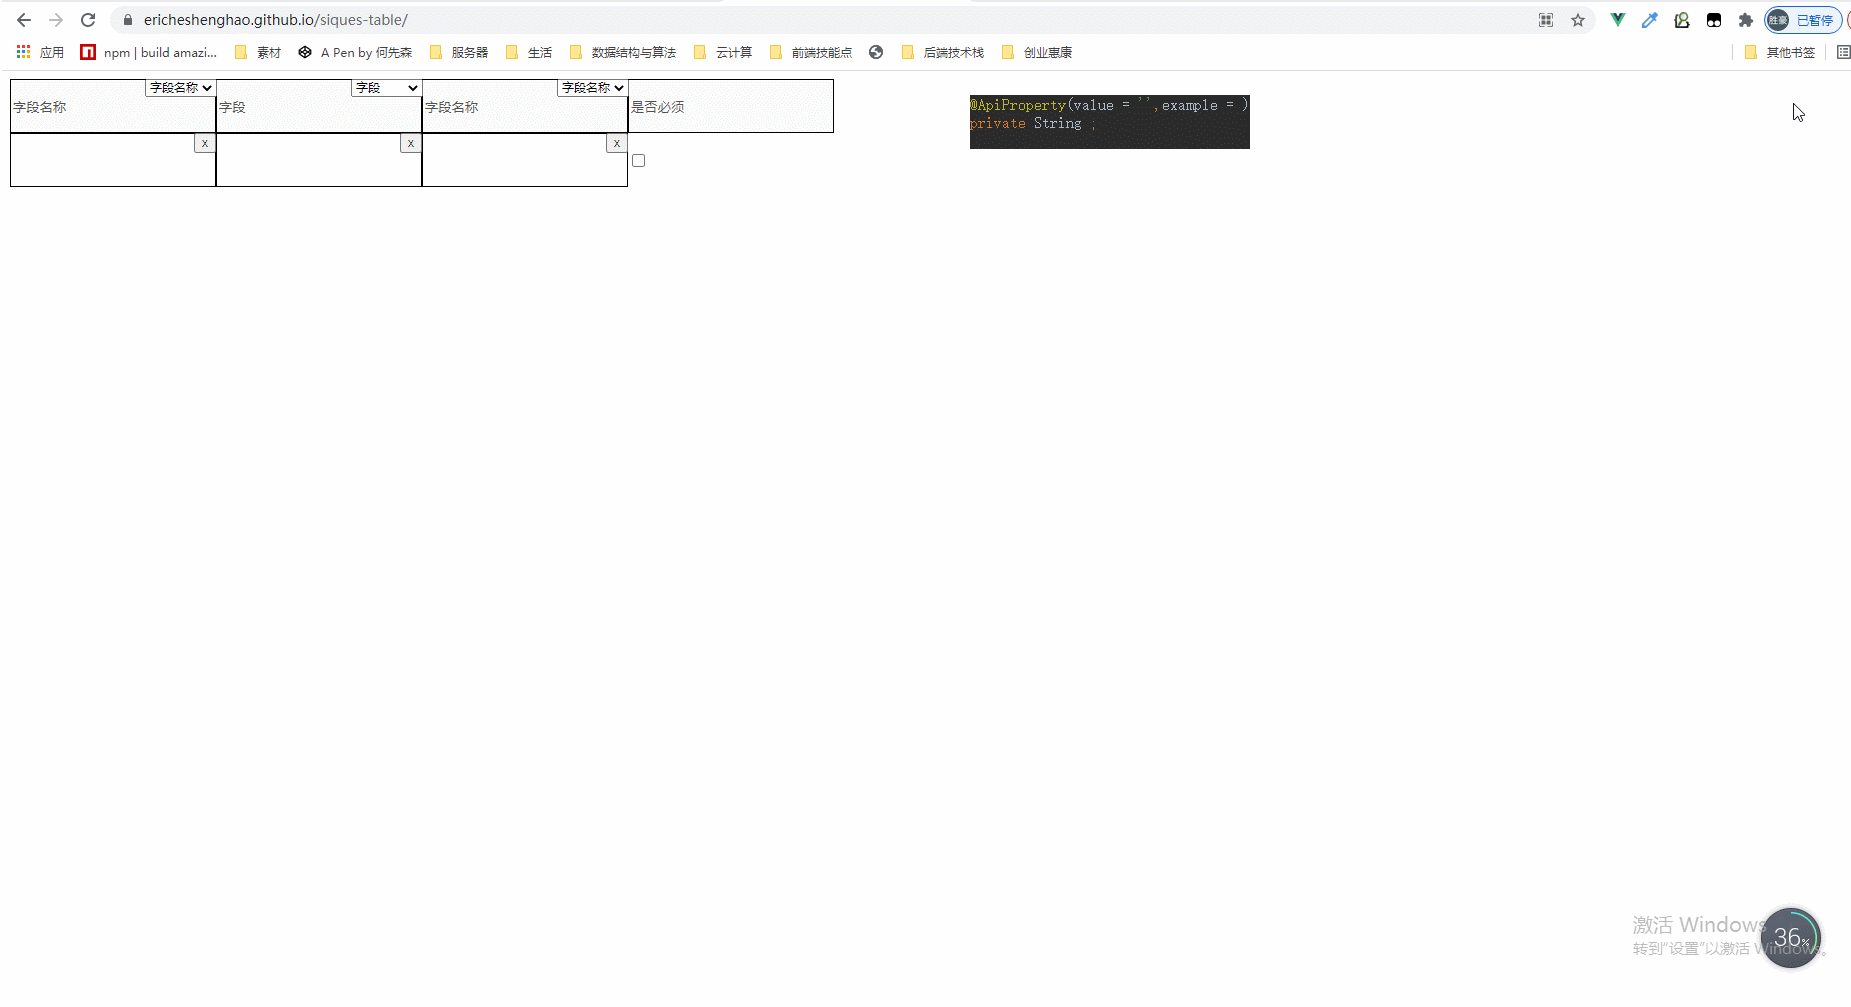 ericheshenghao.github.io/siques-table/
胜豪 已暂停
应用 npm | build amazi... 素材 A Pen by 何先森 服务器 生活 数据结构与算法 云计算 前端技能点 后端技术栈 创业惠康 其他书签
字段名称 字段 字段名称
字段名称 字段 字段名称 是否必须
x x x
@ApiProperty(value = '',example = )
private String ;
激活 Windows
转到"设置"以激活 Windows。
36%